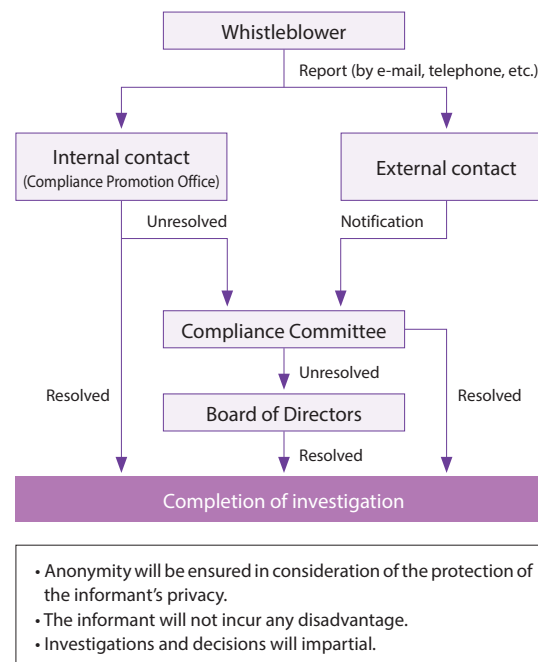 Whistleblower
Report (by e-mail, telephone, etc.)
Internal contact
(Compliance Promotion Office)
External contact
Unresolved
Notification
Compliance Committee
Unresolved
Resolved
Resolved
Board of Directors
Resolved
Completion of investigation
• Anonymity will be ensured in consideration of the protection of
the informant's privacy.
• The informant will not incur any disadvantage.
• Investigations and decisions will impartial.